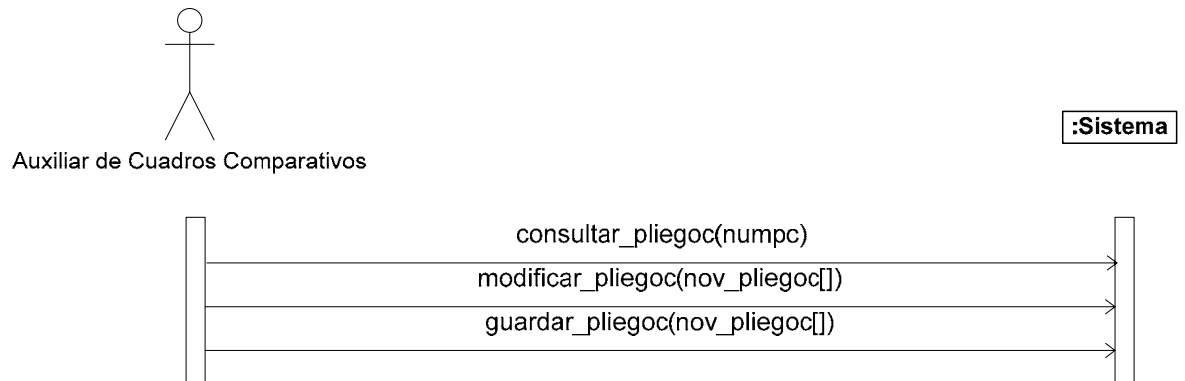 :Sistema
Auxiliar de Cuadros Comparativos
consultar_pliegoc(numpc)
modificar_pliegoc(nov_pliegoc[])
guardar_pliegoc(nov_pliegoc[])